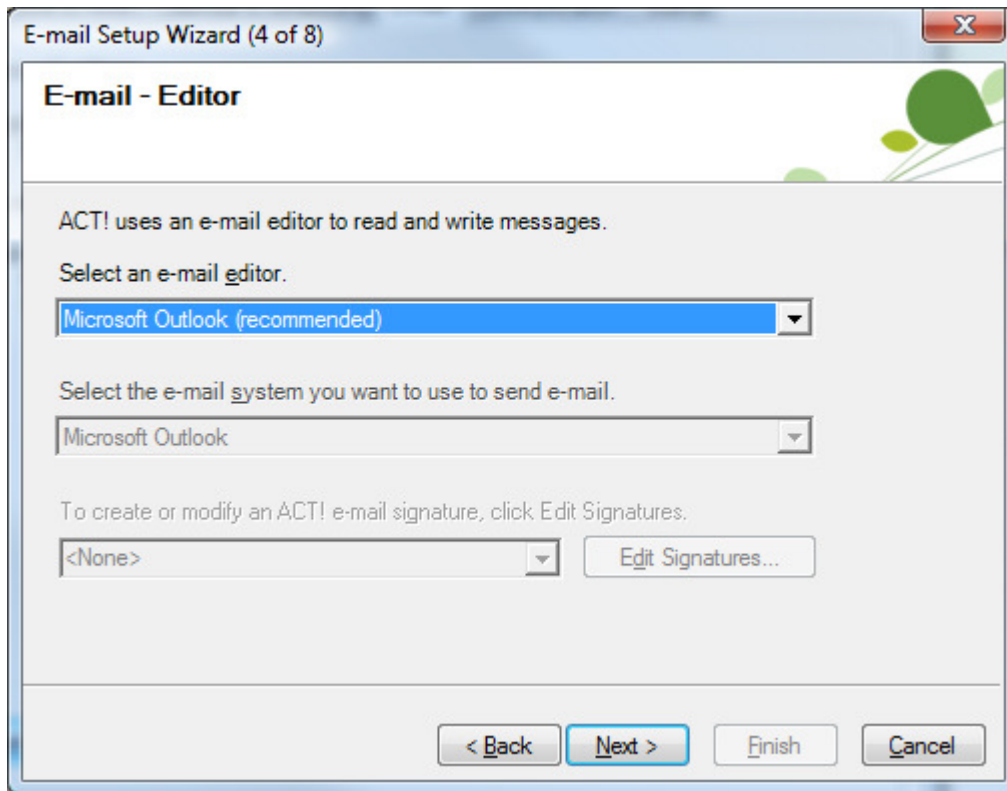 E-mail Setup Wizard (4 of 8)
E-mail - Editor
ACT! uses an e-mail editor to read and write messages.
Select an e-mail editor.
Microsoft Outlook (recommended)
Select the e-mail system you want to use to send e-mail.
Microsoft Outlook
To create or modify an ACT! e-mail signature, click Edit Signatures.
<None> Edit Signatures...
< Back Next > Finish Cancel